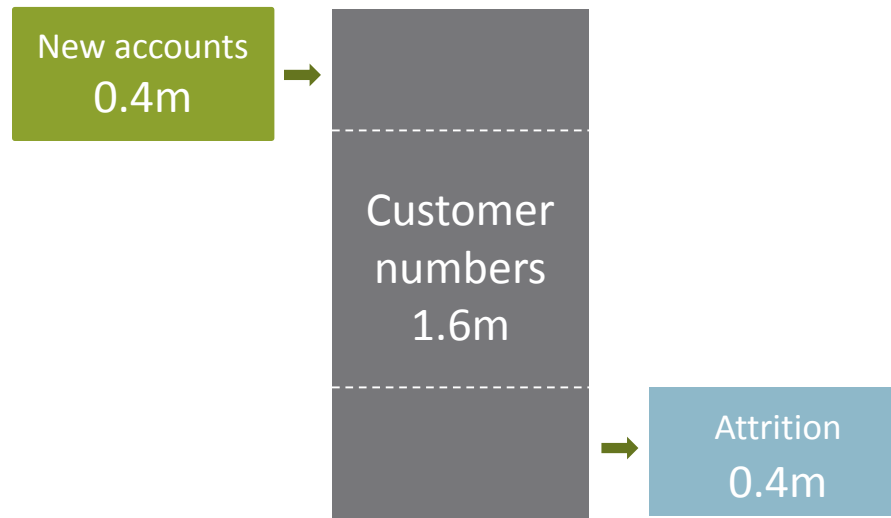 New accounts
0.4m
Customer
numbers
1.6m
Attrition
0.4m